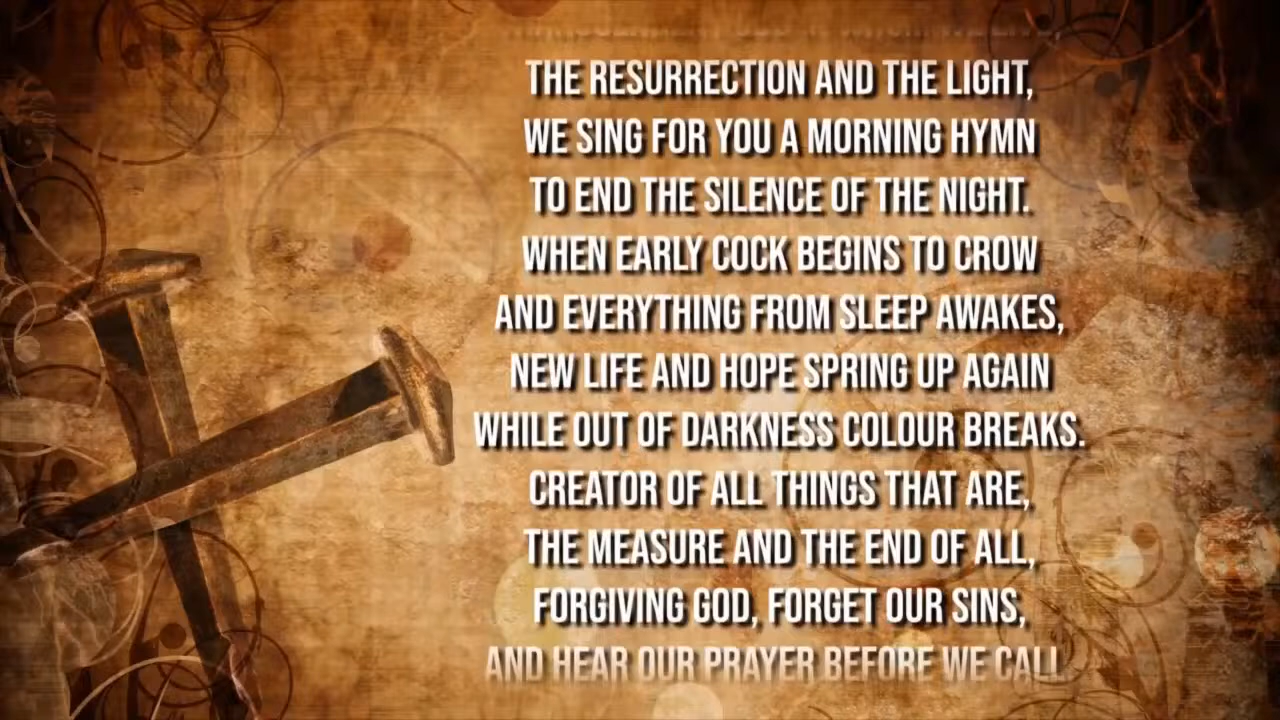 THE RESURRECTION AND THE LIGHT,
WE SING FOR YOU A MORNING HYMN
TO END THE SILENCE OF THE NIGHT.
WHEN EARLY COCK BEGINS TO CROW
AND EVERYTHING FROM SLEEP AWAKES,
NEW LIFE AND HOPE SPRING UP AGAIN
WHILE OUT OF DARKNESS COLOUR BREAKS.
CREATOR OF ALL THINGS THAT ARE,
THE MEASURE AND THE END OF ALL,
FORGIVING GOD, FORGET OUR SINS,
AND HEAR OUR PRAYER BEFORE WE CALL